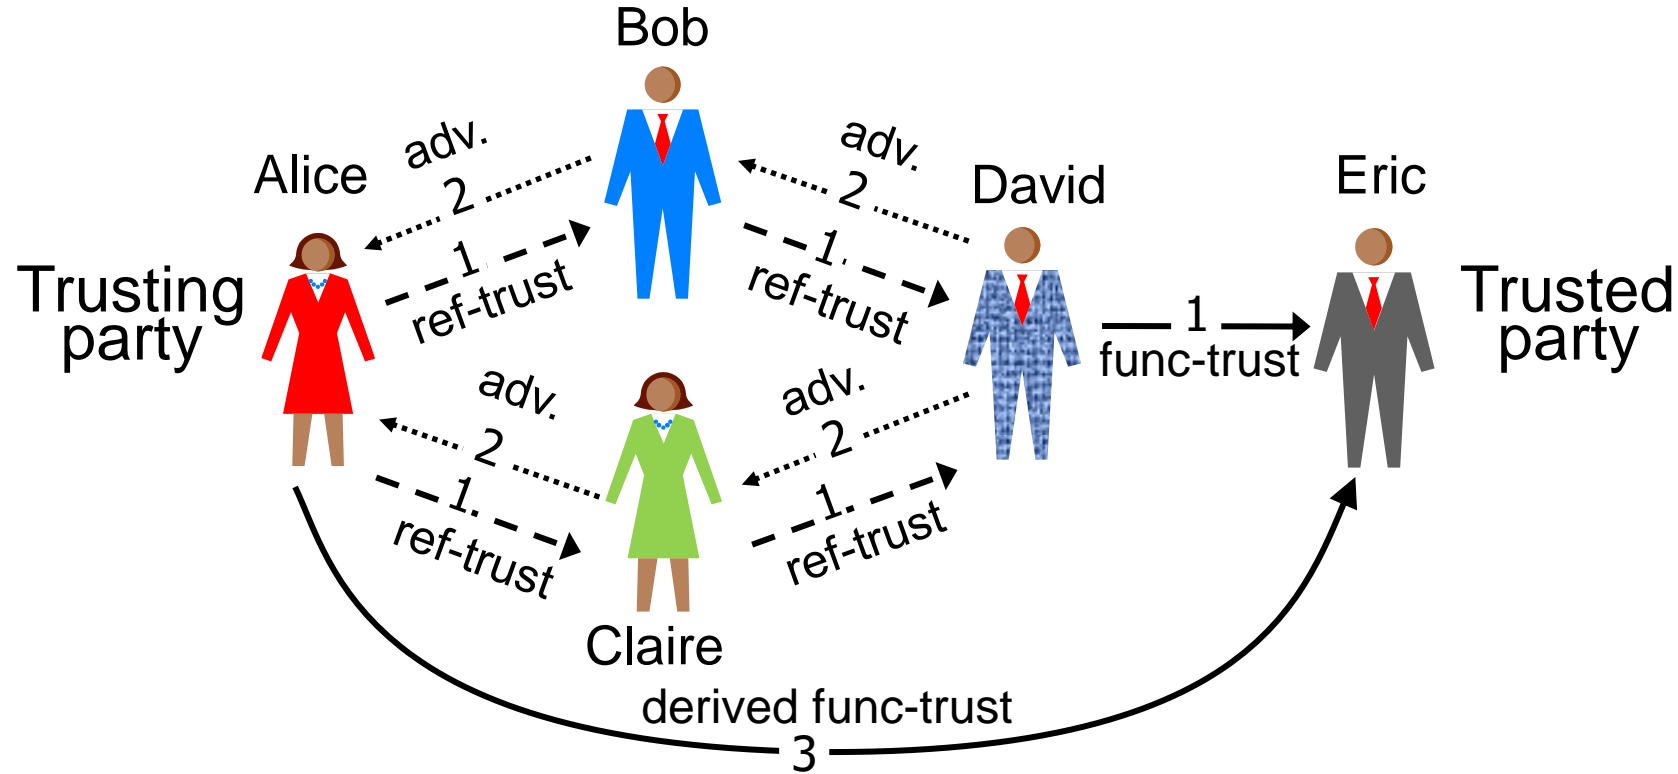 Bob
adv.
2
adv.
2
Alice
David
Eric
1.
ref-trust
1.
ref-trust
Trusting
party
1
func-trust
Trusted
party
adv.
2
adv.
2
1.
ref-trust
1.
ref-trust
Claire
derived func-trust
3